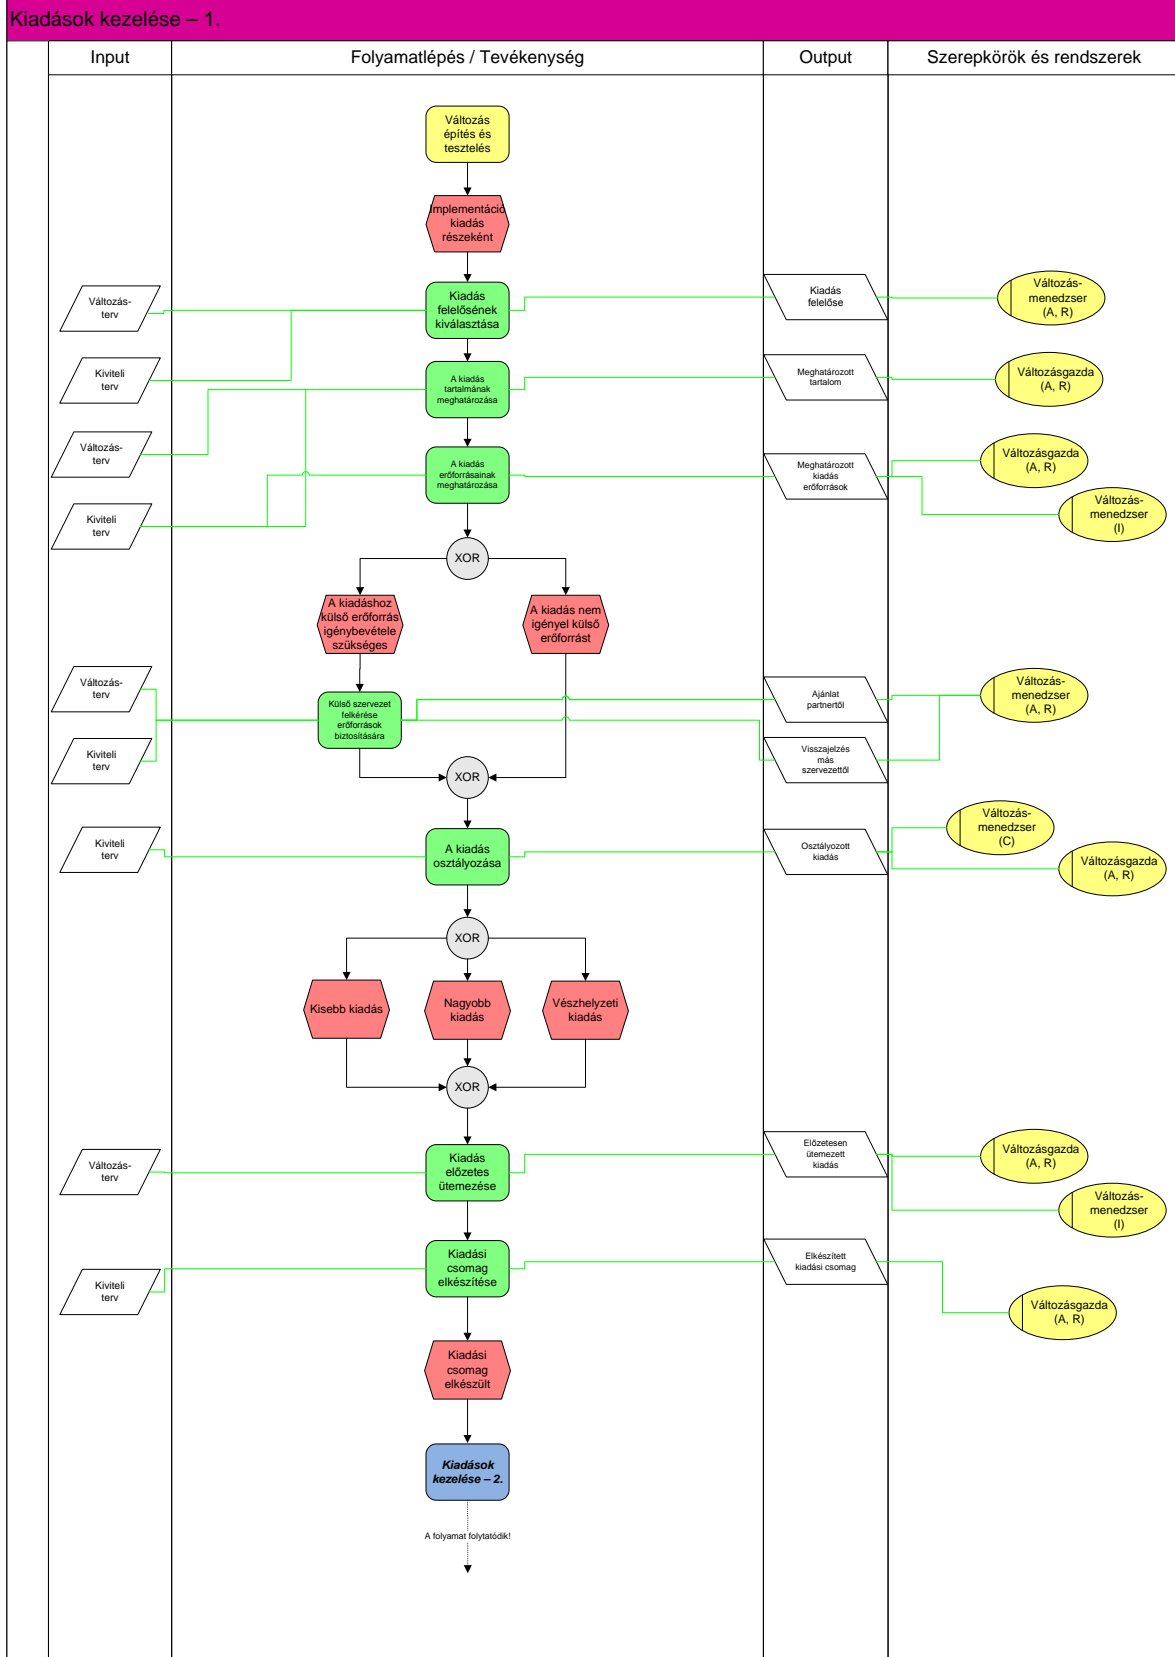 Kiadások kezelése – 1.
Input
Folyamatlépés / Tevékenység
Output
Szerepkörök és rendszerek
Változás
építés és
tesztelés
Implementáció
kiadás
részeként
Változás-
terv
Kiadás
felelősének
kiválasztása
Kiadás
felelőse
Változás-
menedzser
(A, R)
Kiviteli
terv
A kiadás
tartalmának
meghatározása
Meghatározott
tartalom
Változásgazda
(A, R)
Változás-
terv
A kiadás
erőforrásainak
meghatározása
Meghatározott
kiadás
erőforrások
Változásgazda
(A, R)
Kiviteli
terv
Változás-
menedzser
(I)
XOR
A kiadáshoz
külső erőforrás
igénybevétele
szükséges
A kiadás nem
igényel külső
erőforrást
Változás-
terv
Kiviteli
terv
Külső szervezet
felkérése
erőforrások
biztosítására
Ajánlat
partnertől
Visszajelzés
más
szervezettől
Változás-
menedzser
(A, R)
XOR
Kiviteli
terv
A kiadás
osztályozása
Osztályozott
kiadás
Változás-
menedzser
(C)
Változásgazda
(A, R)
XOR
Kisebb kiadás
Nagyobb
kiadás
Vészhelyzeti
kiadás
XOR
Változás-
terv
Kiadás
előzetes
ütemezése
Előzetesen
ütemezett
kiadás
Változásgazda
(A, R)
Változás-
menedzser
(I)
Kiviteli
terv
Kiadási
csomag
elkészítése
Elkészített
kiadási csomag
Változásgazda
(A, R)
Kiadási
csomag
elkészült
Kiadások
kezelése – 2.
A folyamat folytatódik!